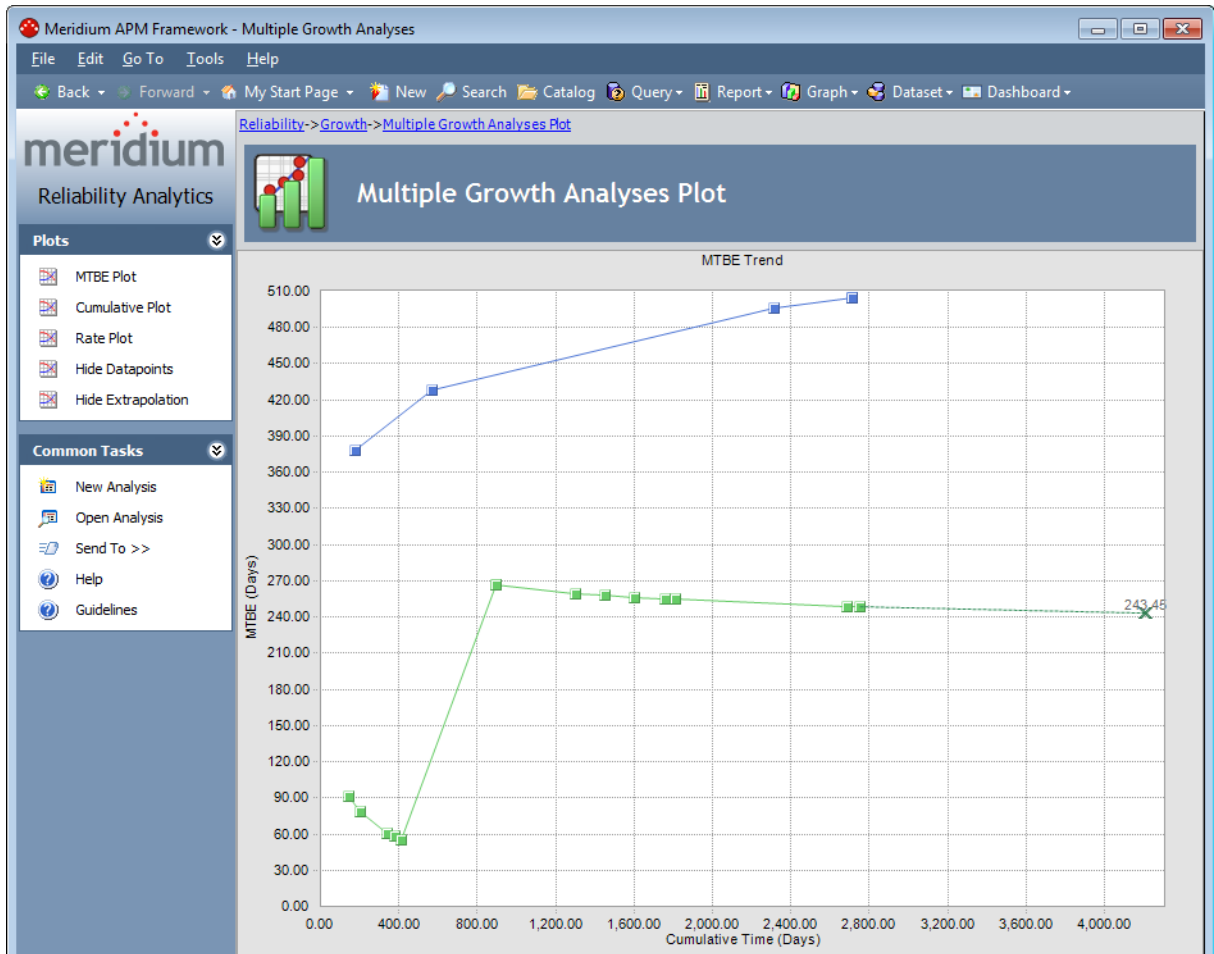 Meridium APM Framework - Multiple Growth Analyses
File Edit Go To Tools Help
Back Forward My Start Page New Search Catalog Query Report Graph Dataset Dashboard
meridium
Reliability Analytics
Plots
MTBE Plot
Cumulative Plot
Rate Plot
Hide Datapoints
Hide Extrapolation
Common Tasks
New Analysis
Open Analysis
Send To >>
Help
Guidelines
Reliability->Growth->Multiple Growth Analyses Plot
Multiple Growth Analyses Plot
MTBE Trend
510.00
480.00
450.00
420.00
390.00
360.00
330.00
300.00
270.00
240.00
210.00
180.00
150.00
120.00
90.00
60.00
30.00
0.00
MTBE (Days)
243.45
0.00 400.00 800.00 1,200.00 1,600.00 2,000.00 2,400.00 2,800.00 3,200.00 3,600.00 4,000.00
Cumulative Time (Days)